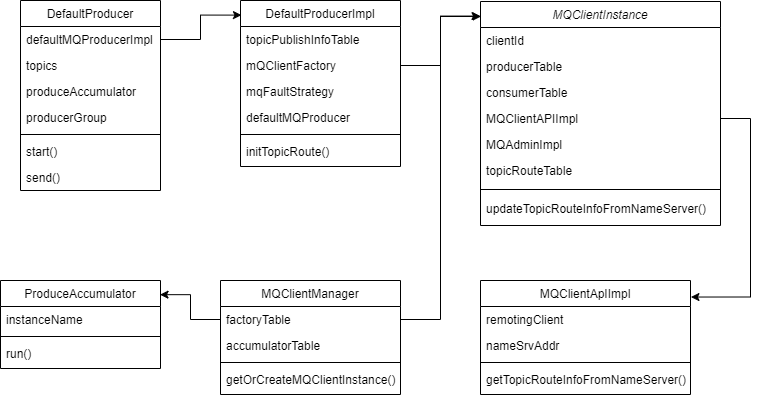 DefaultProducer
defaultMQProducerImpl
topics
produceAccumulator
producerGroup
start()
send()
DefaultProducerImpl
topicPublishInfoTable
mQClientFactory
mqFaultStrategy
defaultMQProducer
initTopicRoute()
MQClientInstance
clientId
producerTable
consumerTable
MQClientAPIImpl
MQAdminImpl
topicRouteTable
updateTopicRouteInfoFromNameServer()
ProduceAccumulator
instanceName
run()
MQClientManager
factoryTable
accumulatorTable
getOrCreateMQClientInstance()
MQClientApiImpl
remotingClient
nameSrvAddr
getTopicRouteInfoFromNameServer()